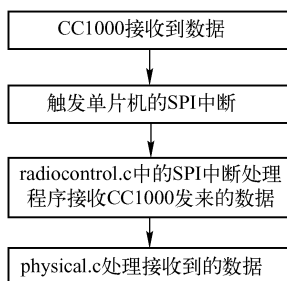 CC1000接收到数据
触发单片机的SPI中断
radiocontrol.c中的SPI中断处理
程序接收CC1000发来的数据
physical.c处理接收到的数据